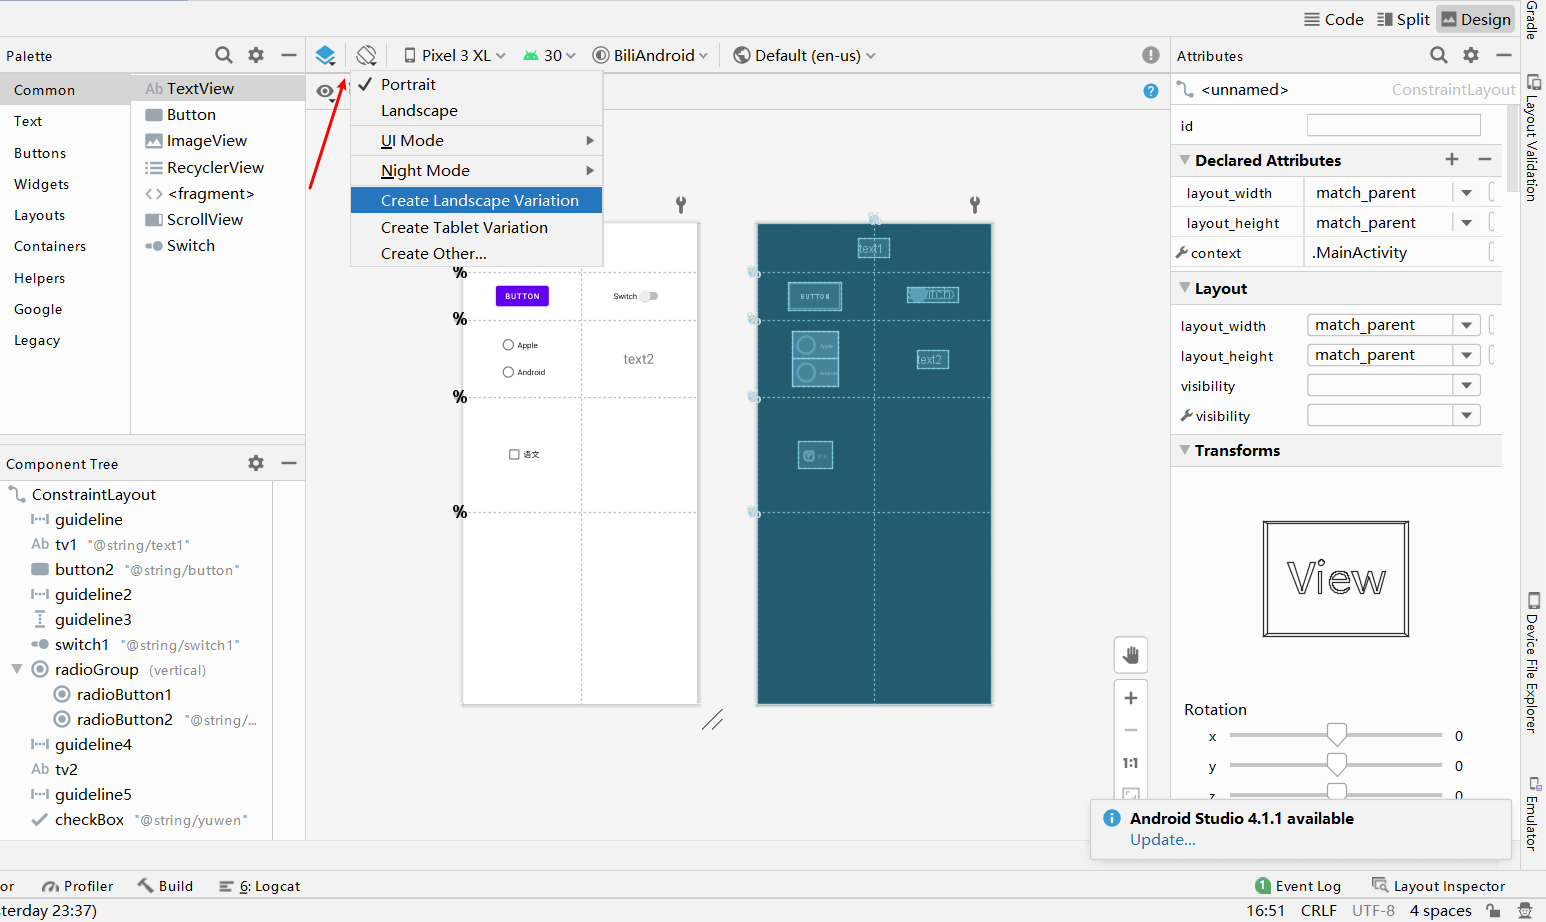 Code
Split
Design
Gradle
Palette
Pixel 3 XL
30
BiliAndroid
Default (en-us)
Attributes
Common
Text
Buttons
Widgets
Layouts
Containers
Helpers
Google
Legacy
Ab TextView
Button
ImageView
RecyclerView
<fragment>
ScrollView
Switch
Portrait
Landscape
UI Mode
Night Mode
Create Landscape Variation
Create Tablet Variation
Create Other...
%
BUTTON
Switch
%
Apple
text2
Android
%
语文
%
text1
BUTTON
Switch
Apple
text2
Android
<unnamed>
ConstraintLayout
id
Declared Attributes
layout_width match_parent
layout_height match_parent
context .MainActivity
Layout
layout_width match_parent
layout_height match_parent
visibility
visibility
Transforms
View
Rotation
x 0
y 0
z 0
Layout Validation
Device File Explorer
Emulator
Component Tree
ConstraintLayout
guideline
Ab tv1 "@string/text1"
button2 "@string/button"
guideline2
guideline3
switch1 "@string/switch1"
radioGroup (vertical)
radioButton1
radioButton2 "@string/...
guideline4
Ab tv2
guideline5
checkBox "@string/yuwen"
1:1
Android Studio 4.1.1 available
Update...
or
Profiler
Build
6: Logcat
1 Event Log
Layout Inspector
terday 23:37)
16:51 CRLF UTF-8 4 spaces